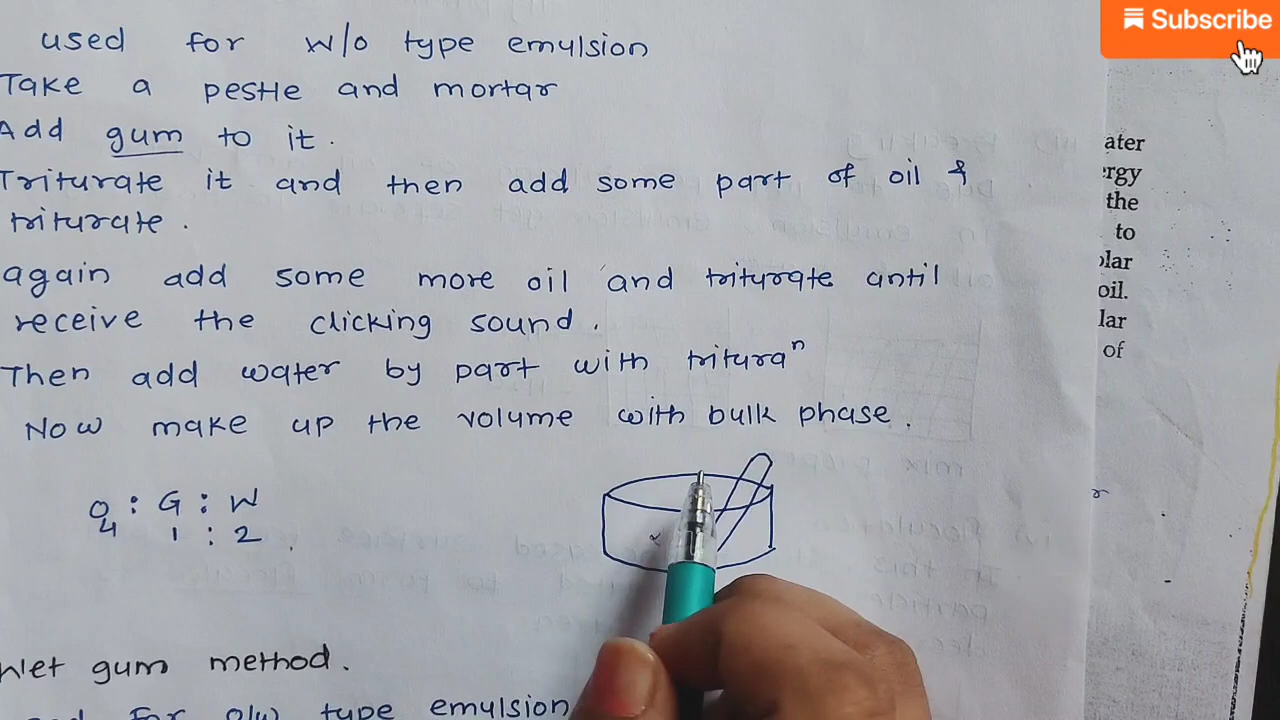 Subscribe
used for w/o type emulsion
Take a pestle and mortar
Add gum to it.
Triturate it and then add some part of oil &
triturate.
again add some more oil and triturate until
receive the clicking sound.
Then add water by part with trituraⁿ
Now make up the volume with bulk phase.
O : G : W
4 1 : 2
Wet gum method.
for o/w type emulsion
ater
rgy
the
to
lar
oil.
lar
of